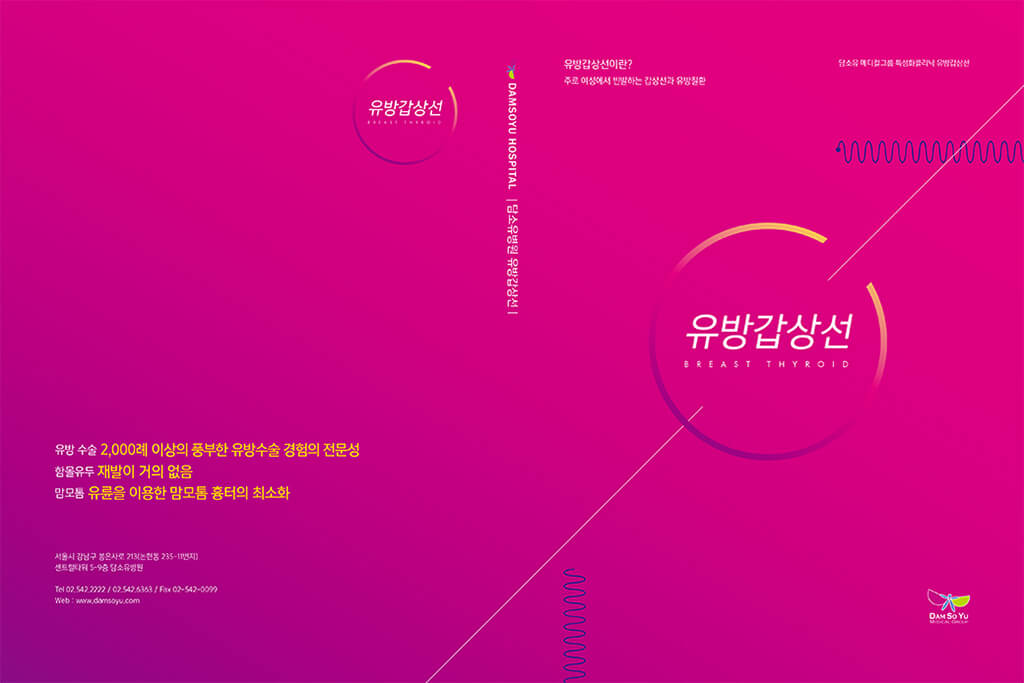 유방갑상선
BREAST THYROID
유방 수술 2,000례 이상의 풍부한 유방수술 경험의 전문성
함몰유두 재발이 거의 없음
맘모톰 유륜을 이용한 맘모톰 흉터의 최소화
서울시 강남구 봉은사로 213(논현동 235-11번지)
센트럴타워 5-9층 담소유병원
Tel 02.542.2222 / 02.542.6363 / Fax 02-542-0099
Web : www.damsoyu.com
DAMSOYU HOSPITAL | 담소유병원 유방갑상선 |
유방갑상선이란?
주로 여성에서 빈발하는 갑상선과 유방질환
담소유 메디컬그룹 특성화클리닉 유방갑상선
유방갑상선
BREAST THYROID
DAM SO YU
MEDICAL GROUP